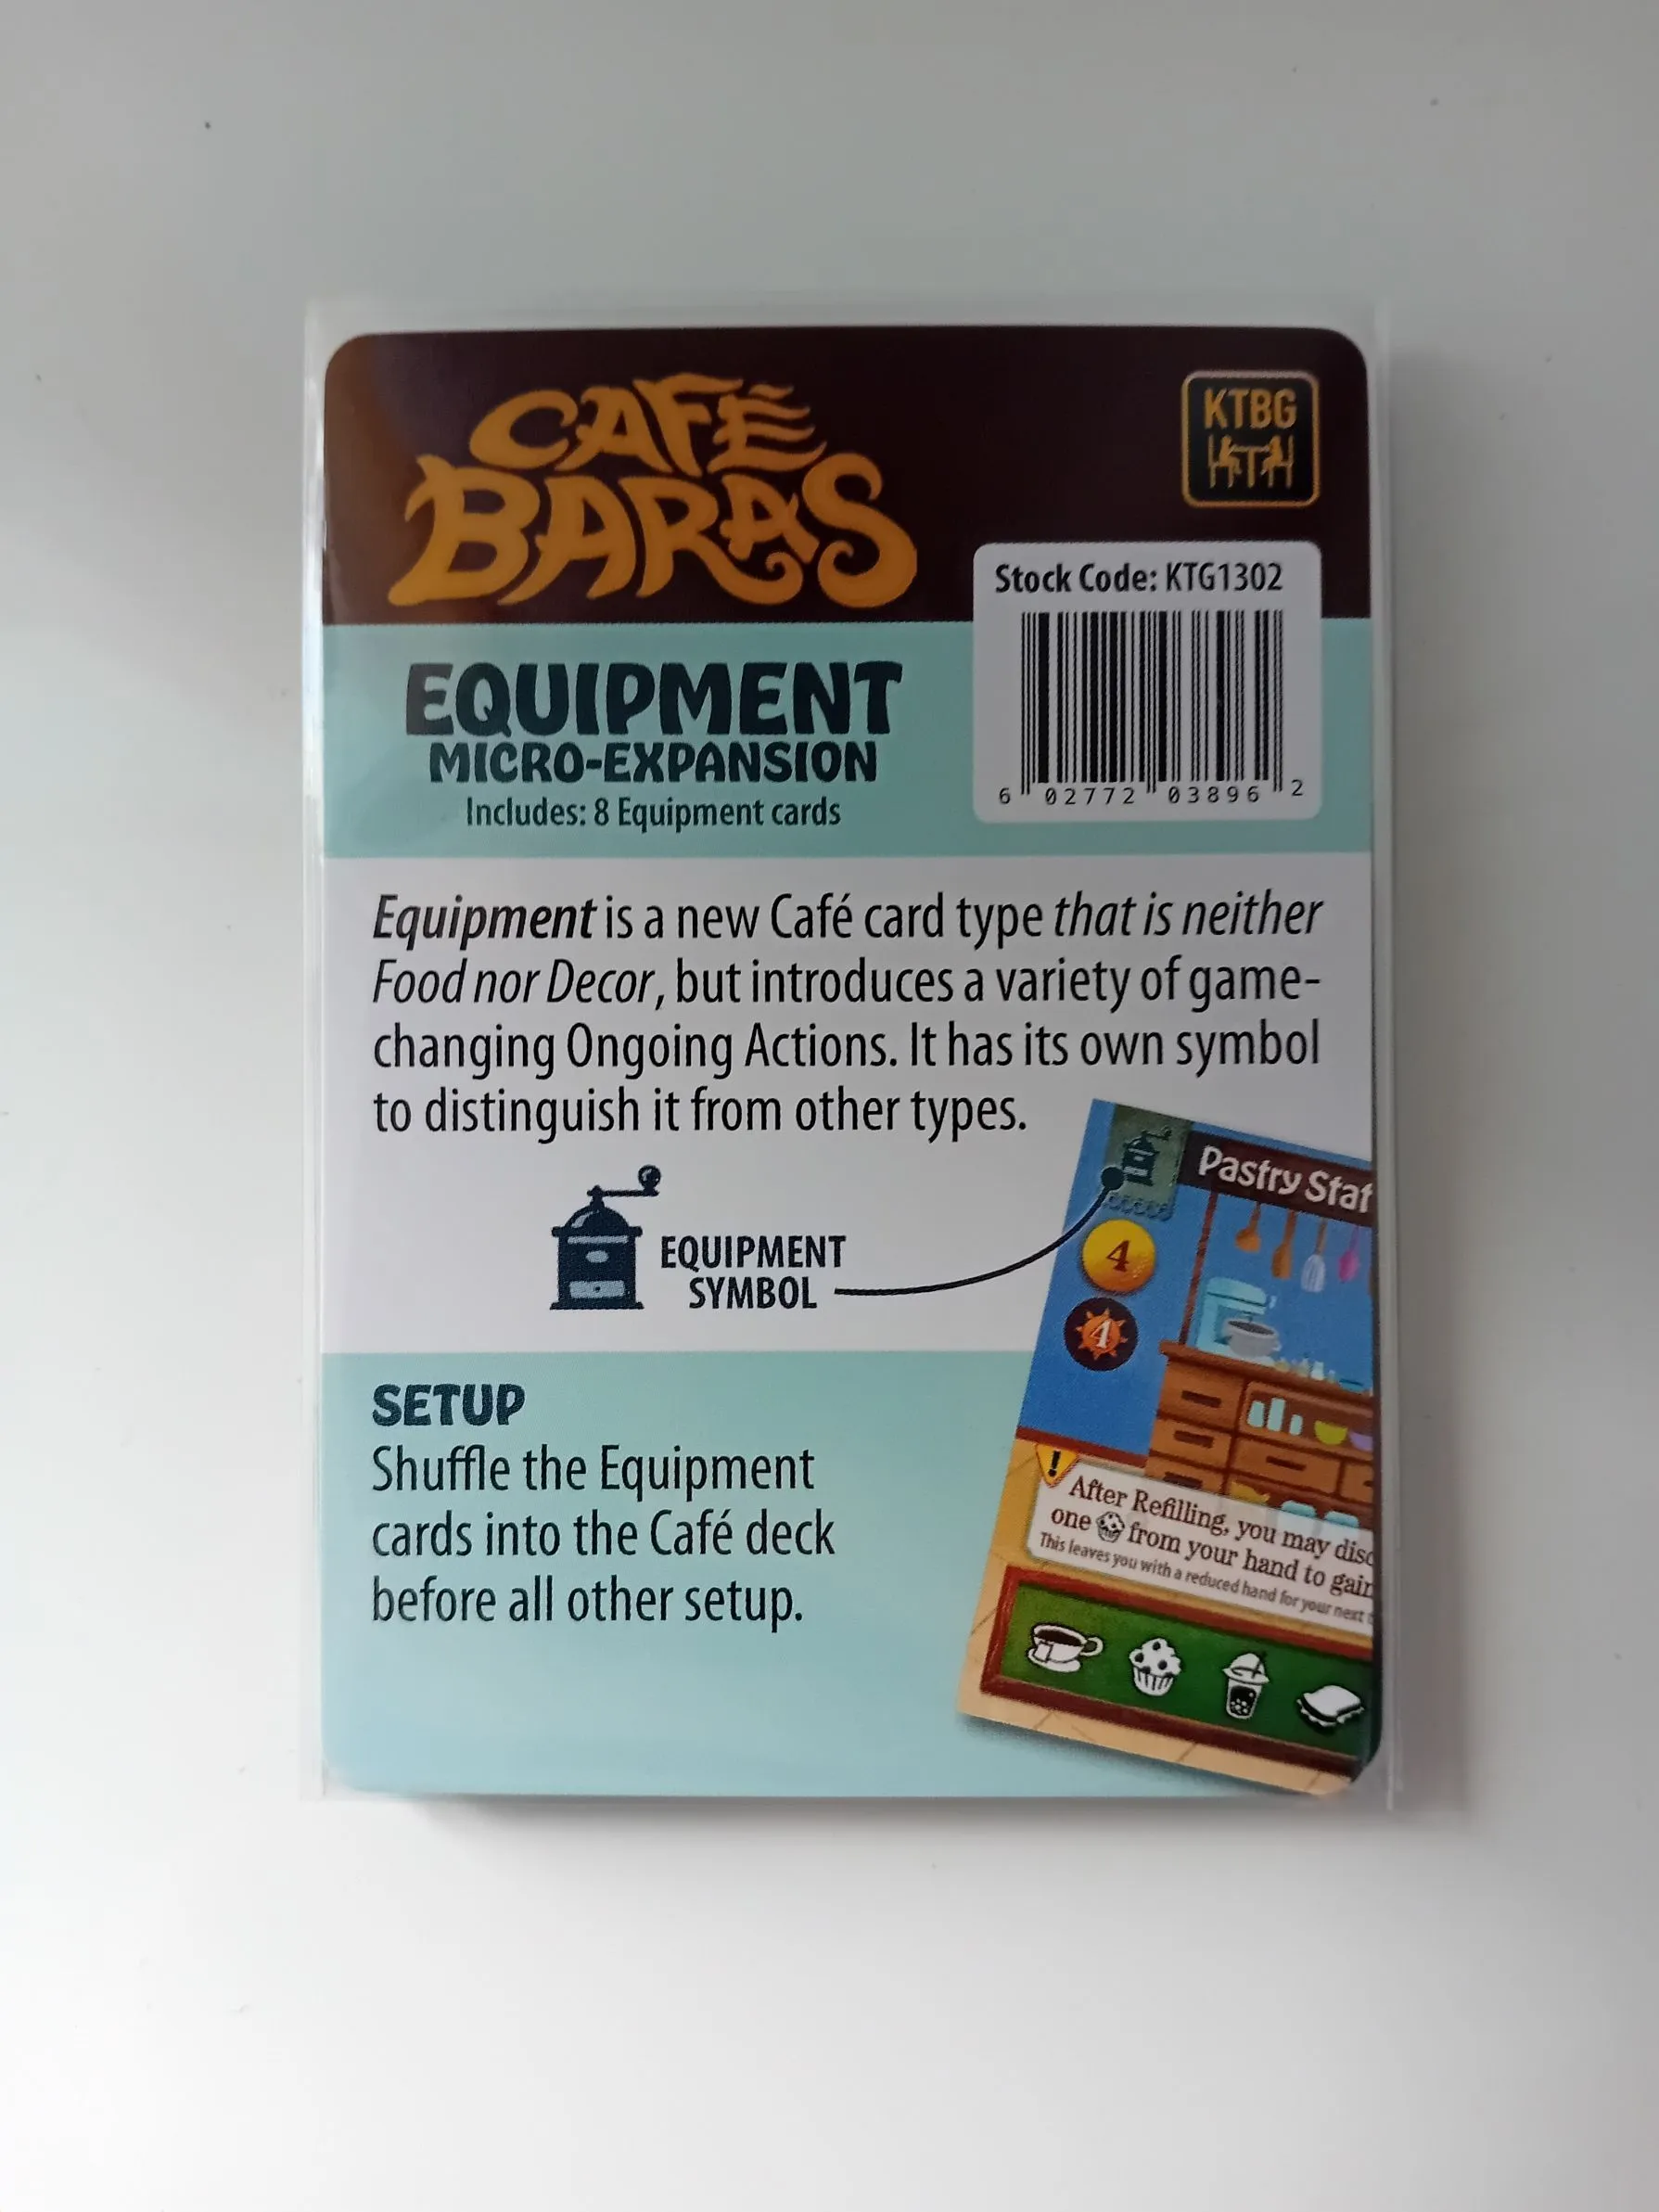 CAFÉ
BARAS
KTBG
Stock Code: KTG1302
6 02772 03896 2
EQUIPMENT
MICRO-EXPANSION
Includes: 8 Equipment cards
Equipment is a new Café card type that is neither
Food nor Decor, but introduces a variety of game-
changing Ongoing Actions. It has its own symbol
to distinguish it from other types.
EQUIPMENT
SYMBOL
Pastry Stat
4
4
!
After Refilling, you may disc
one from your hand to gain
This leaves you with a reduced hand for your next t
SETUP
Shuffle the Equipment
cards into the Café deck
before all other setup.